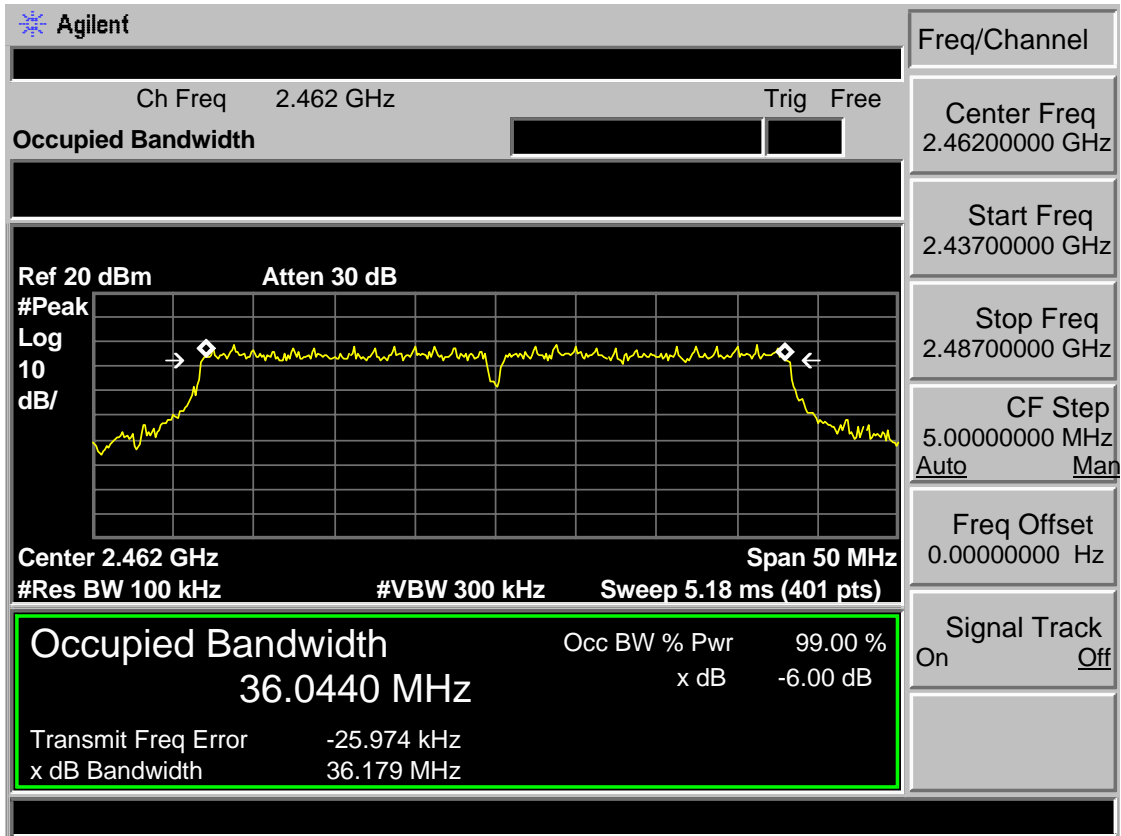 Agilent
Freq/Channel
Ch Freq 2.462 GHz Trig Free
Occupied Bandwidth
Center Freq
2.46200000 GHz
Start Freq
2.43700000 GHz
Stop Freq
2.48700000 GHz
CF Step
5.00000000 MHz
Auto Man
Freq Offset
0.00000000 Hz
Signal Track
On Off
Ref 20 dBm Atten 30 dB
#Peak
Log
10
dB/
Center 2.462 GHz Span 50 MHz
#Res BW 100 kHz #VBW 300 kHz Sweep 5.18 ms (401 pts)
Occupied Bandwidth
36.0440 MHz
Occ BW % Pwr 99.00 %
x dB -6.00 dB
Transmit Freq Error -25.974 kHz
x dB Bandwidth 36.179 MHz